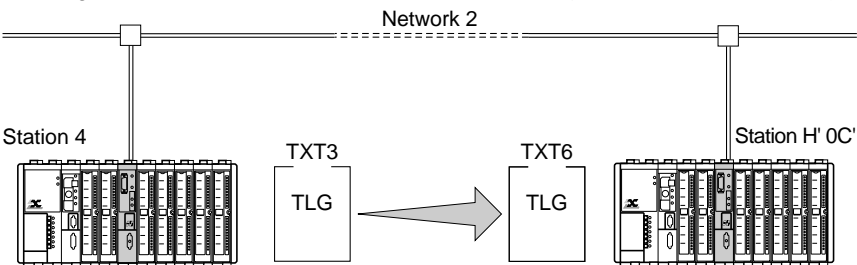 Network 2
Station 4
TXT3
TXT6
Station H' 0C'
TLG
TLG